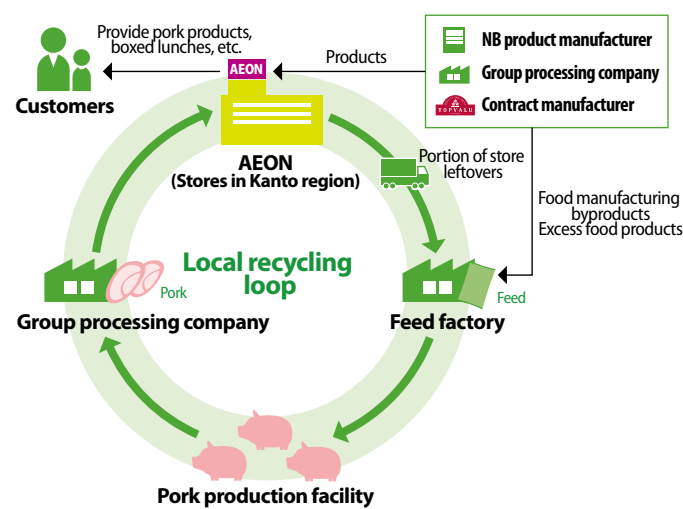 Provide pork products,
boxed lunches, etc.
AEON
Products
NB product manufacturer
Group processing company
TOPVALU
Contract manufacturer
Customers
AEON
(Stores in Kanto region)
Portion of store
leftovers
Food manufacturing
byproducts
Excess food products
Local recycling
loop
Pork
Feed
Group processing company
Feed factory
Pork production facility